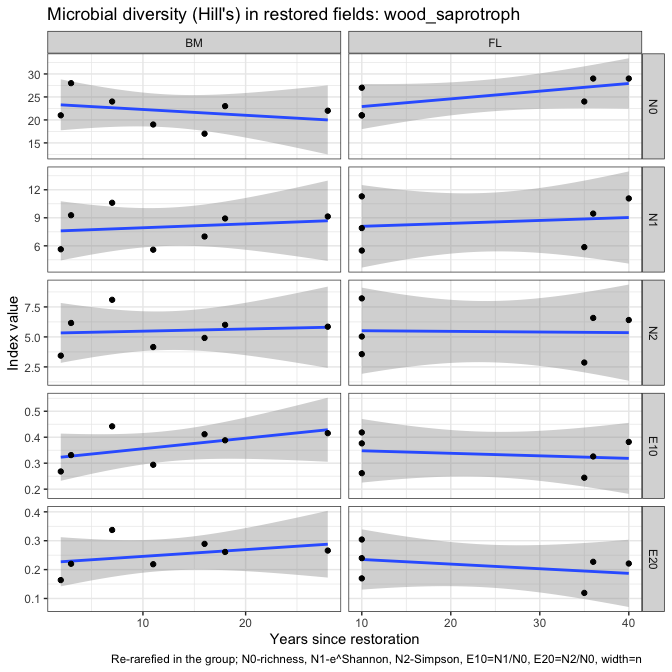 Microbial diversity (Hill's) in restored fields: wood_saprotroph
BM FL
30
25
20
15
N0
12
9
6
N1
Index value
7.5
5.0
2.5
N2
0.5
0.4
0.3
0.2
E10
0.4
0.3
0.2
0.1
E20
10 20 10 20 30 40
Years since restoration
Re-rarefied in the group; N0-richness, N1-e^Shannon, N2-Simpson, E10=N1/N0, E20=N2/N0, width=n